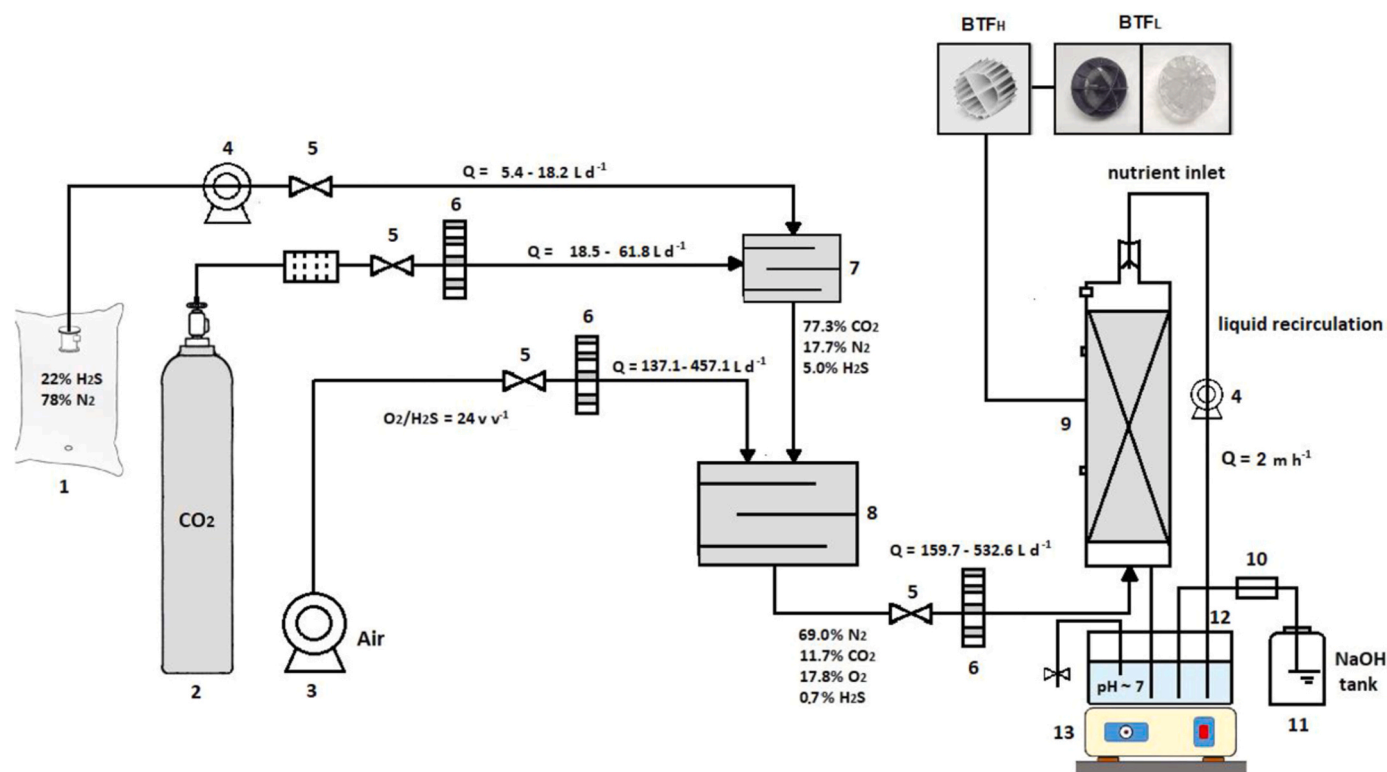 BTFH
BTFL
4
5
Q = 5.4 - 18.2 L d-1
nutrient inlet
5
6
Q = 18.5 - 61.8 L d-1
7
22% H2S
78% N2
1
6
5
Q = 137.1 - 457.1 L d-1
77.3% CO2
17.7% N2
5.0% H2S
liquid recirculation
O2/H2S = 24 v v-1
9
4
Q = 2 m h-1
CO2
8
Q = 159.7 - 532.6 L d-1
5
10
12
Air
69.0% N2
11.7% CO2
17.8% O2
0.7% H2S
6
pH ~ 7
NaOH
tank
2
3
13
11